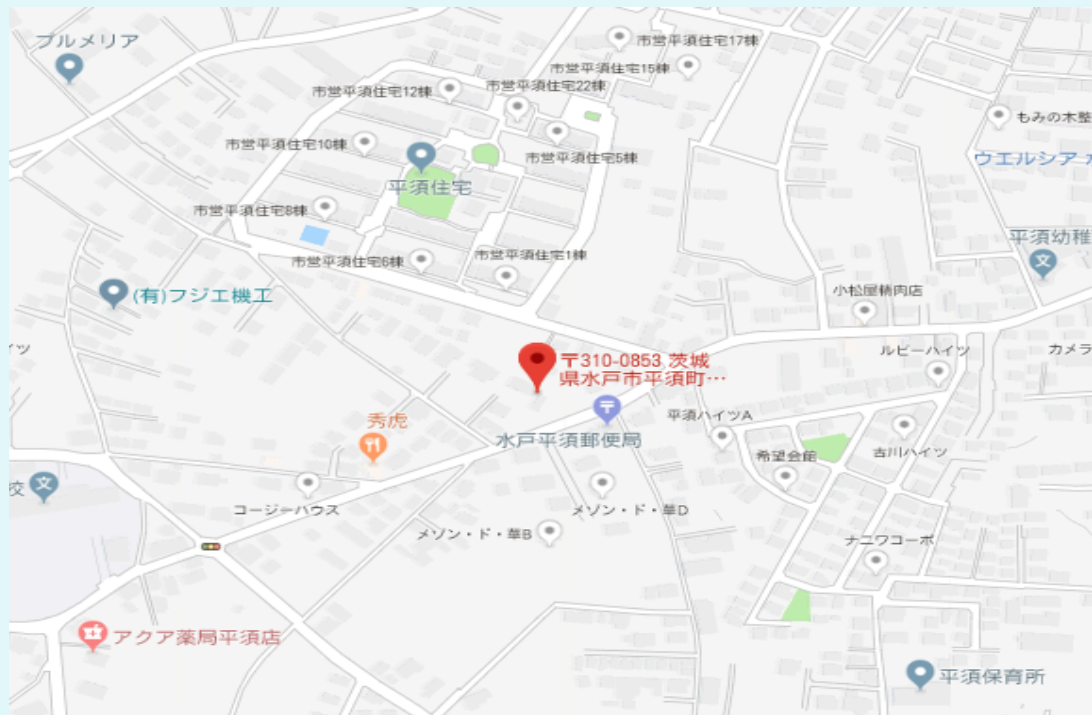 プルメリア
市営平須住宅17棟
市営平須住宅15棟
市営平須住宅12棟
市営平須住宅22棟
もみの木整
市営平須住宅10棟
市営平須住宅5棟
ウエルシア
平須住宅
市営平須住宅8棟
平須幼稚
市営平須住宅6棟
市営平須住宅1棟
(有)フジエ機工
小松屋精肉店
イツ
ルビーハイツ
カメラ
〒310-0853 茨城
県水戸市平須町…
秀虎
平須ハイツA
水戸平須郵便局
希望会館
古川ハイツ
校
コージーハウス
メゾン・ド・華D
メゾン・ド・華B
ナニワコーポ
アクア薬局平須店
平須保育所